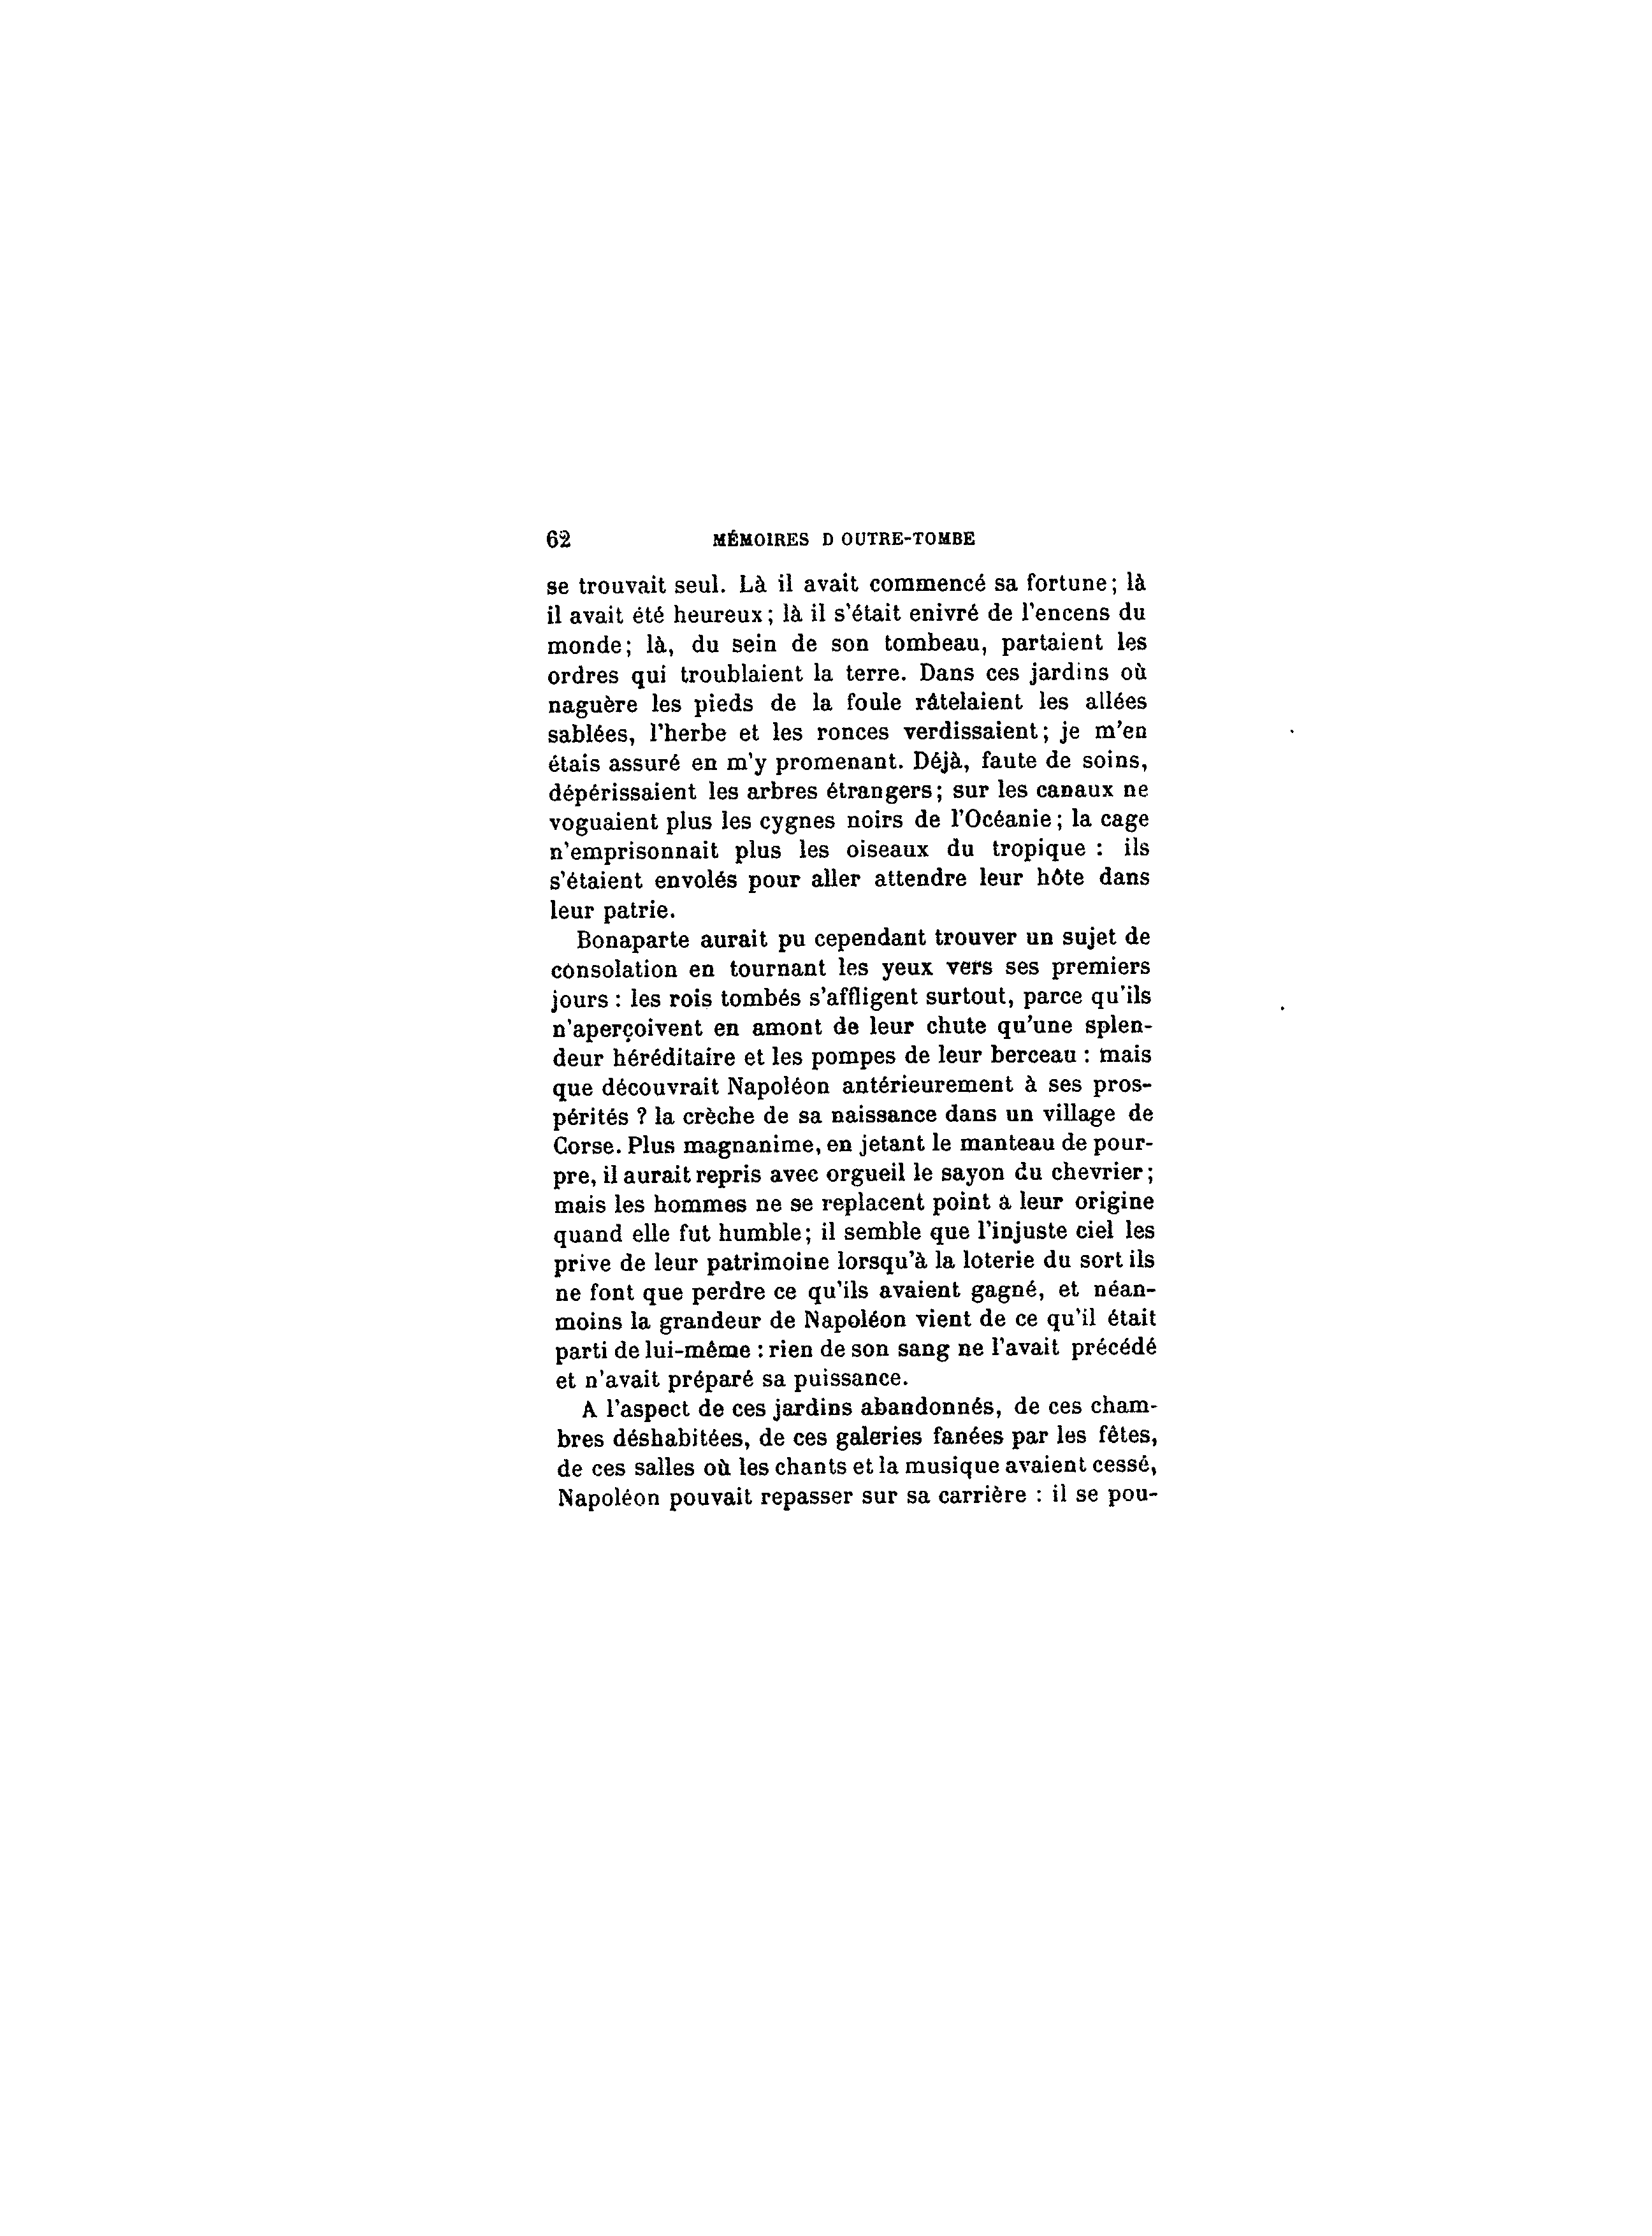 62 MÉMOIRES D OUTRE-TOMBE
se trouvait seul. Là il avait commencé sa fortune; là
il avait été heureux; là il s'était enivré de l'encens du
monde; là, du sein de son tombeau, partaient les
ordres qui troublaient la terre. Dans ces jardins où
naguère les pieds de la foule râtelaient les allées
sablées, l'herbe et les ronces verdissaient; je m'en
étais assuré en m'y promenant. Déjà, faute de soins,
dépérissaient les arbres étrangers; sur les canaux ne
voguaient plus les cygnes noirs de l'Océanie; la cage
n'emprisonnait plus les oiseaux du tropique : ils
s'étaient envolés pour aller attendre leur hôte dans
leur patrie.
Bonaparte aurait pu cependant trouver un sujet de
consolation en tournant les yeux vers ses premiers
jours : les rois tombés s'affligent surtout, parce qu'ils
n'aperçoivent en amont de leur chute qu'une splen-
deur héréditaire et les pompes de leur berceau : mais
que découvrait Napoléon antérieurement à ses pros-
pérités ? la crèche de sa naissance dans un village de
Corse. Plus magnanime, en jetant le manteau de pour-
pre, il aurait repris avec orgueil le sayon du chevrier;
mais les hommes ne se replacent point à leur origine
quand elle fut humble; il semble que l'injuste ciel les
prive de leur patrimoine lorsqu'à la loterie du sort ils
ne font que perdre ce qu'ils avaient gagné, et néan-
moins la grandeur de Napoléon vient de ce qu'il était
parti de lui-même : rien de son sang ne l'avait précédé
et n'avait préparé sa puissance.
A l'aspect de ces jardins abandonnés, de ces cham-
bres déshabitées, de ces galeries fanées par les fêtes,
de ces salles où les chants et la musique avaient cessé,
Napoléon pouvait repasser sur sa carrière : il se pou-